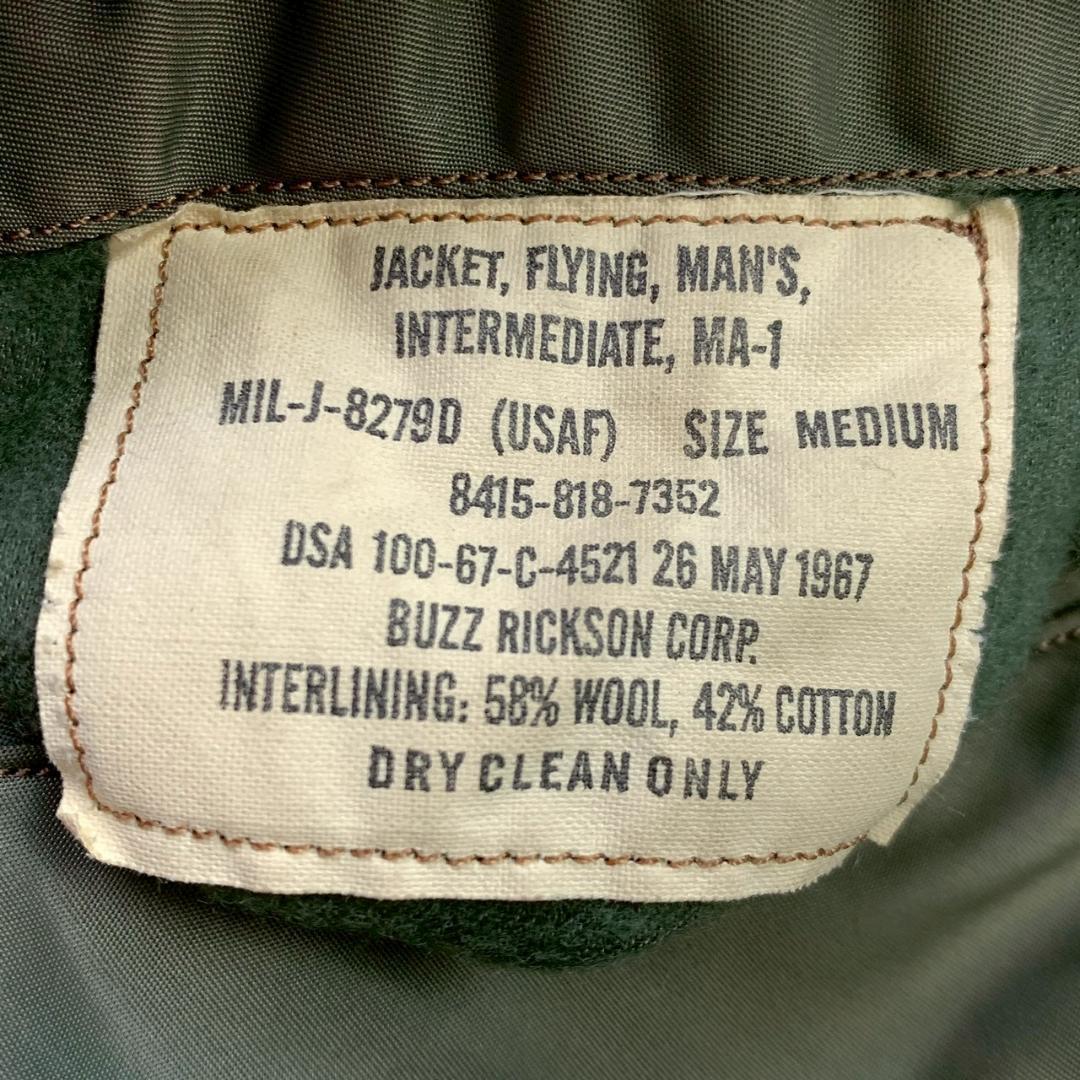 JACKET, FLYING, MAN'S,
INTERMEDIATE, MA-1
MIL-J-8279D (USAF) SIZE MEDIUM
8415-818-7352
DSA 100-67-C-4521 26 MAY 1967
BUZZ RICKSON CORP.
INTERLINING: 58% WOOL, 42% COTTON
DRY CLEAN ONLY